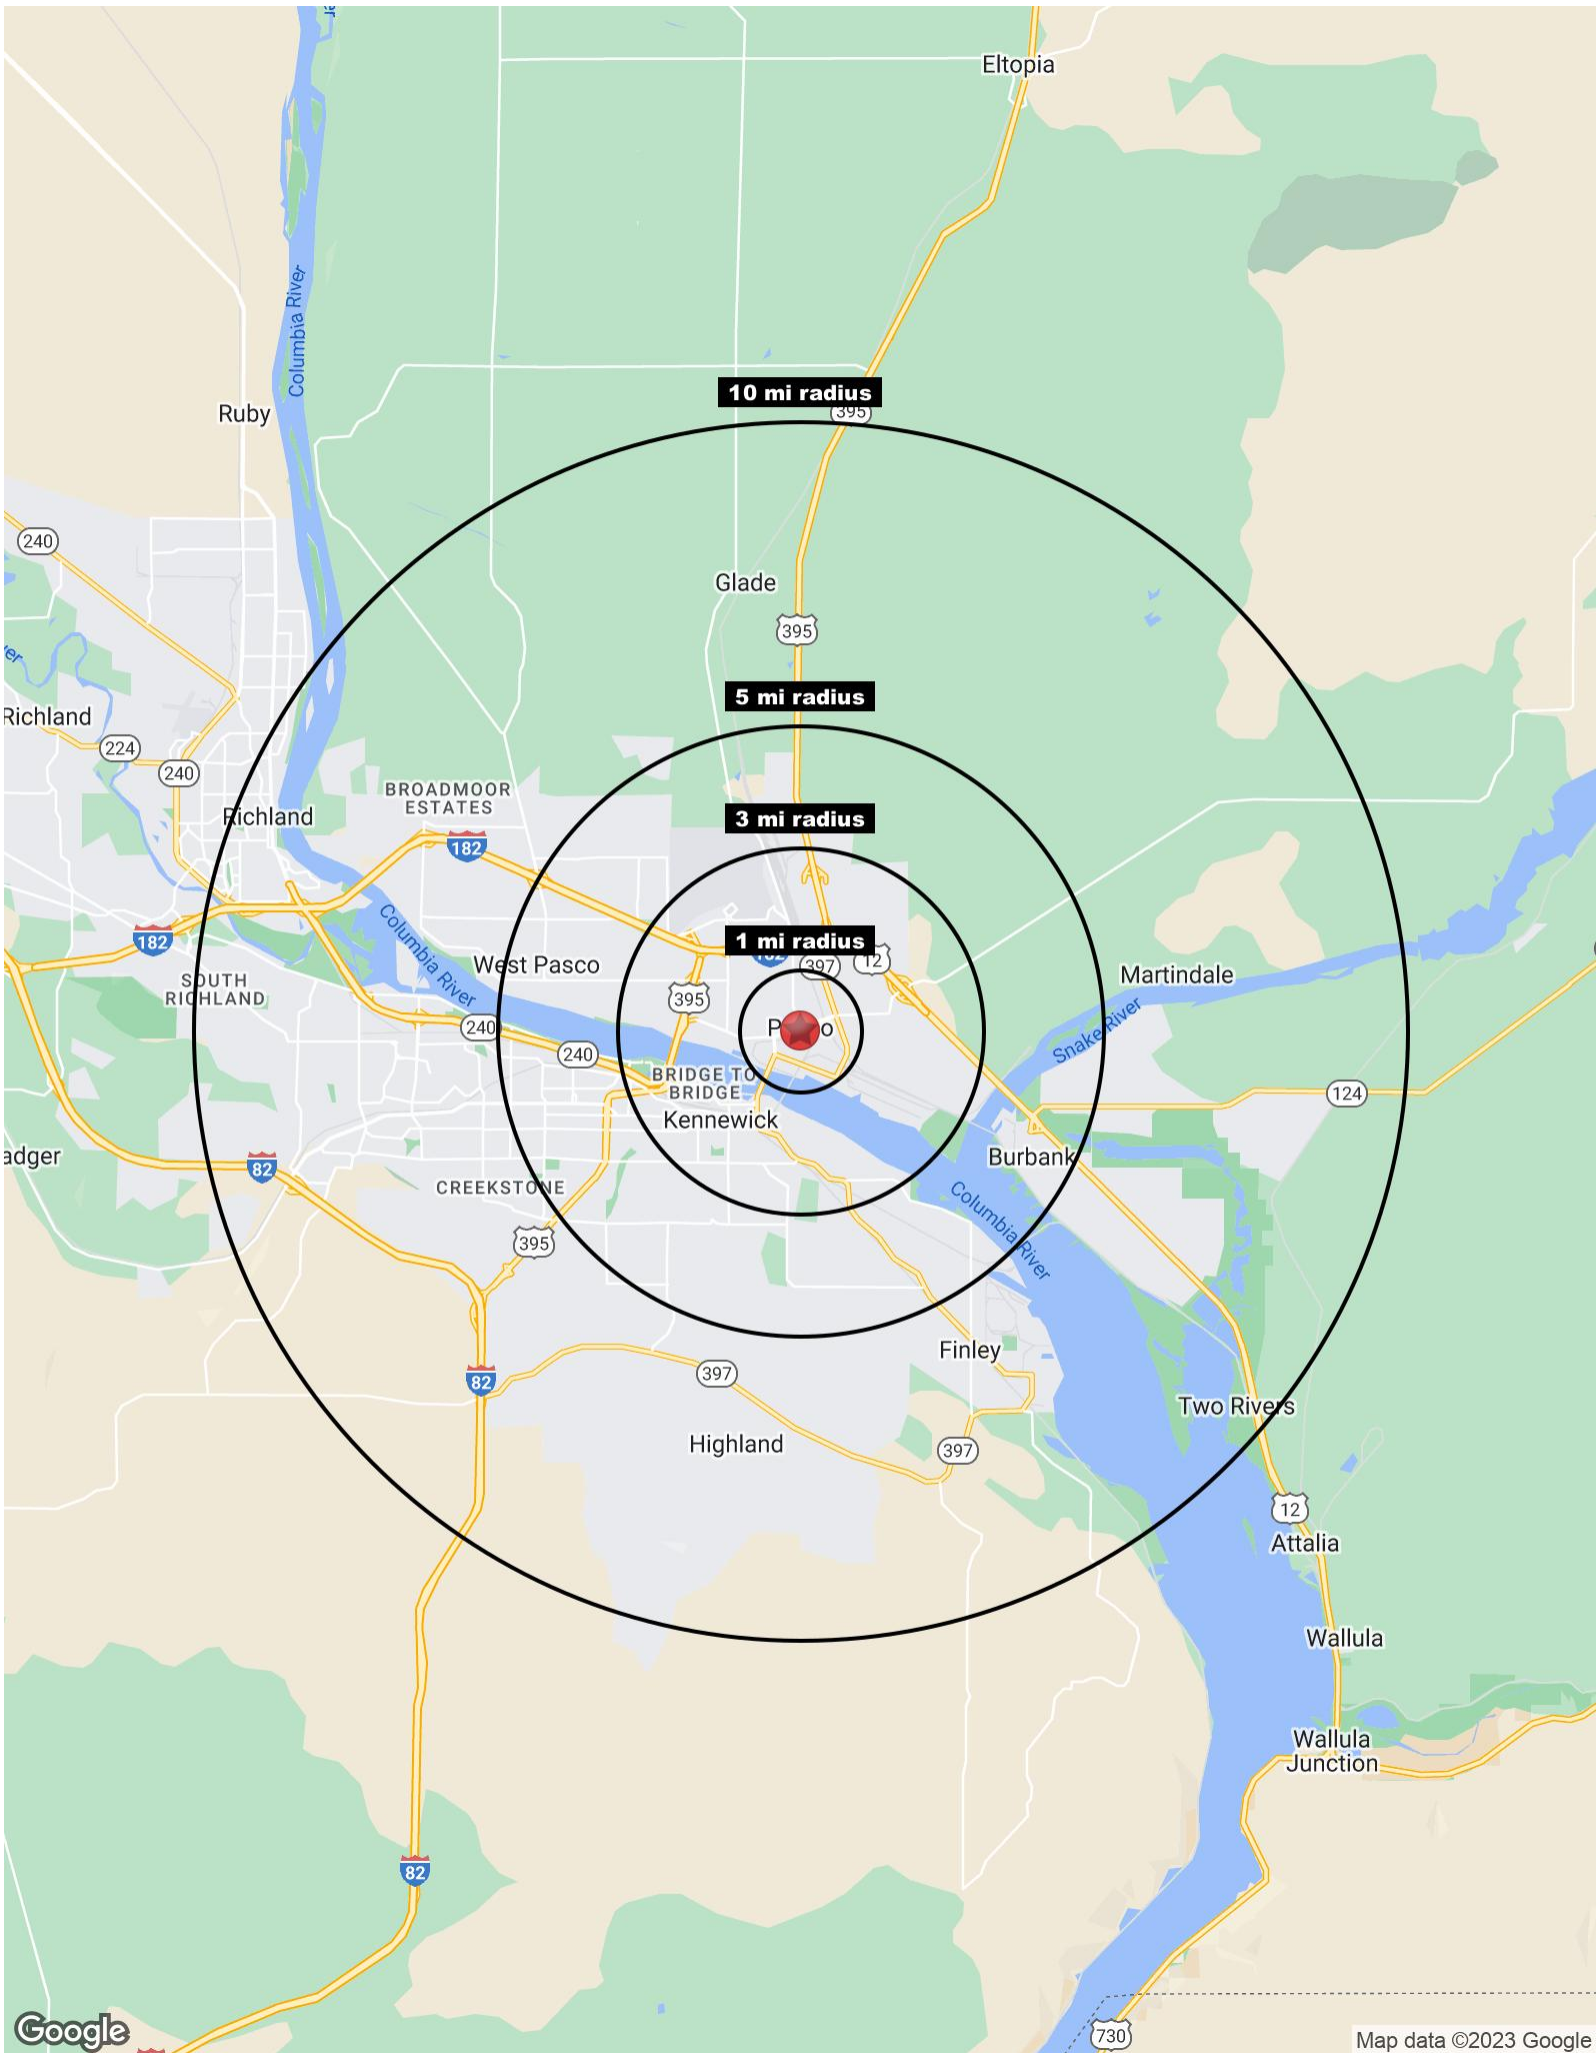 Eltopia
Columbia River
10 mi radius
395
Ruby
240
Glade
395
5 mi radius
Richland
224
240
BROADMOOR
ESTATES
Richland
3 mi radius
182
Columbia River
1 mi radius
182
397
12
West Pasco
SOUTH
RICHLAND
395
Martindale
Snake River
240
240
BRIDGE TO
BRIDGE
124
Kennewick
Burbank
82
CREEKSTONE
Columbia River
395
Finley
82
397
Two Rivers
Highland
397
12
Attalia
Wallula
Wallula
Junction
82
730
Google
Map data ©2023 Google